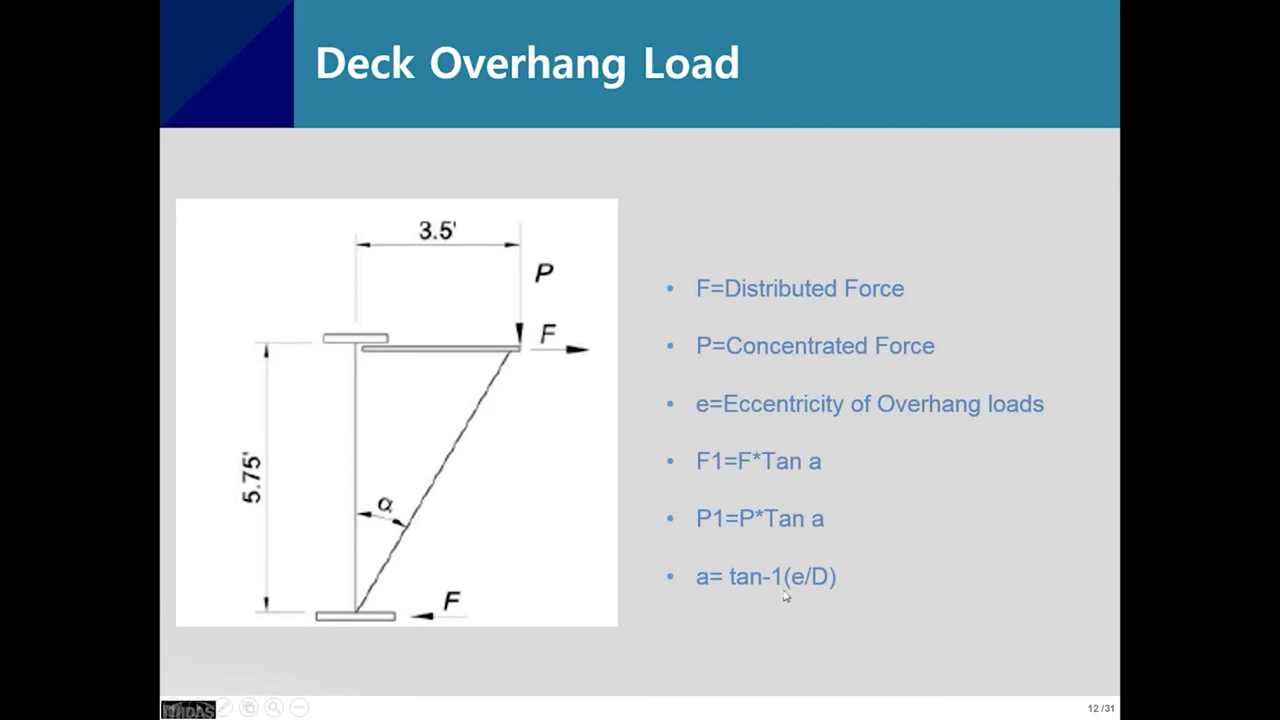 Deck Overhang Load
3.5'
P
F
5.75'
α
F
• F=Distributed Force
• P=Concentrated Force
• e=Eccentricity of Overhang loads
• F1=F*Tan a
• P1=P*Tan a
• a= tan-1(e/D)
MIDAS
12 /31